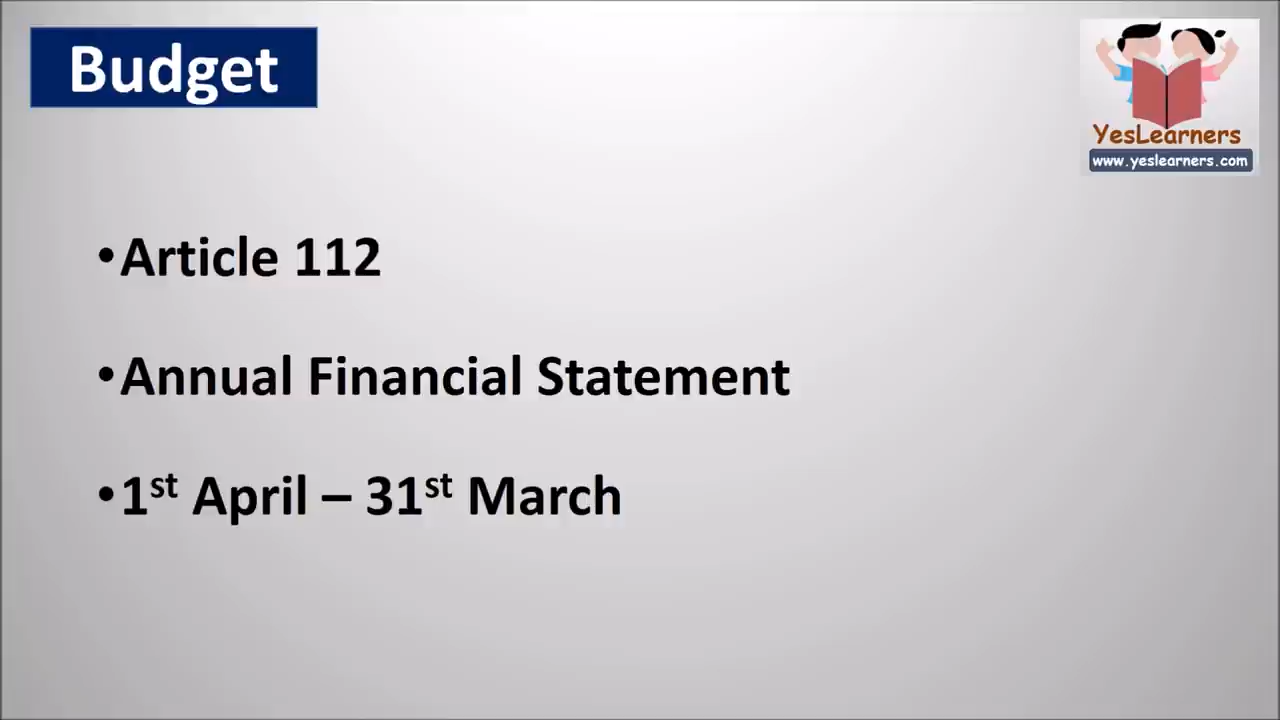 Budget
YesLearners
www.yeslearners.com
•Article 112
•Annual Financial Statement
•1st April – 31st March